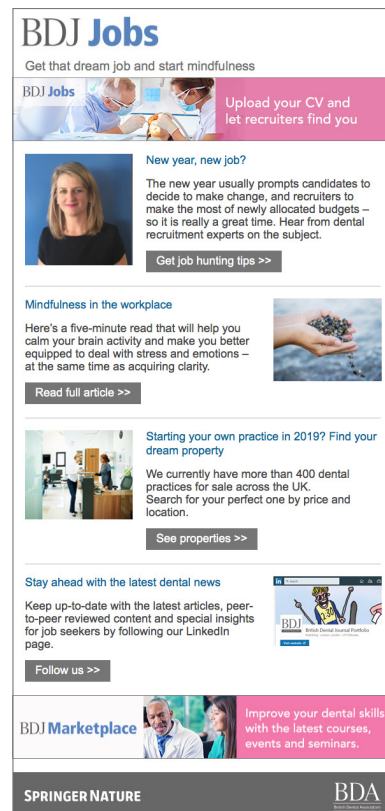 BDJ Jobs
Get that dream job and start mindfulness
BDJ Jobs
Upload your CV and
let recruiters find you
New year, new job?
The new year usually prompts candidates to
decide to make change, and recruiters to
make the most of newly allocated budgets –
so it is really a great time. Hear from dental
recruitment experts on the subject.
Get job hunting tips >>
Mindfulness in the workplace
Here's a five-minute read that will help you
calm your brain activity and make you better
equipped to deal with stress and emotions –
at the same time as acquiring clarity.
Read full article >>
Starting your own practice in 2019? Find your
dream property
We currently have more than 400 dental
practices for sale across the UK.
Search for your perfect one by price and
location.
See properties >>
Stay ahead with the latest dental news
Keep up-to-date with the latest articles, peer-
to-peer reviewed content and special insights
for job seekers by following our LinkedIn
page.
Follow us >>
in
Search
BDJ
British Dental Journal Portfolio
Visit website
BDJ Marketplace
Improve your dental skills
with the latest courses,
events and seminars.
SPRINGER NATURE
BDA
British Dental Association